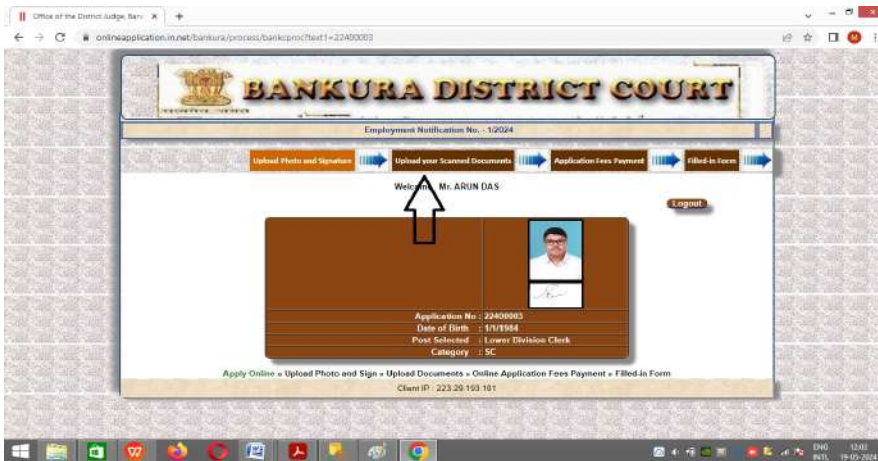 Office of the District Judge, Bank
onlineapplication.in.net/bankura/process/bankcproc?text1=22400003
BANKURA DISTRICT COURT
Employment Notification No. - 1/2024
Upload Photo and Signature Upload your Scanned Documents Application Fees Payment Filled-in Form
Welcome Mr. ARUN DAS
Logout
Application No : 22400003
Date of Birth : 1/1/1984
Post Selected : Lower Division Clerk
Category : SC
Apply Online » Upload Photo and Sign » Upload Documents » Online Application Fees Payment » Filled-in Form
Client IP : 223.29.193.101
ENG 12:03
INTL 19-05-2024